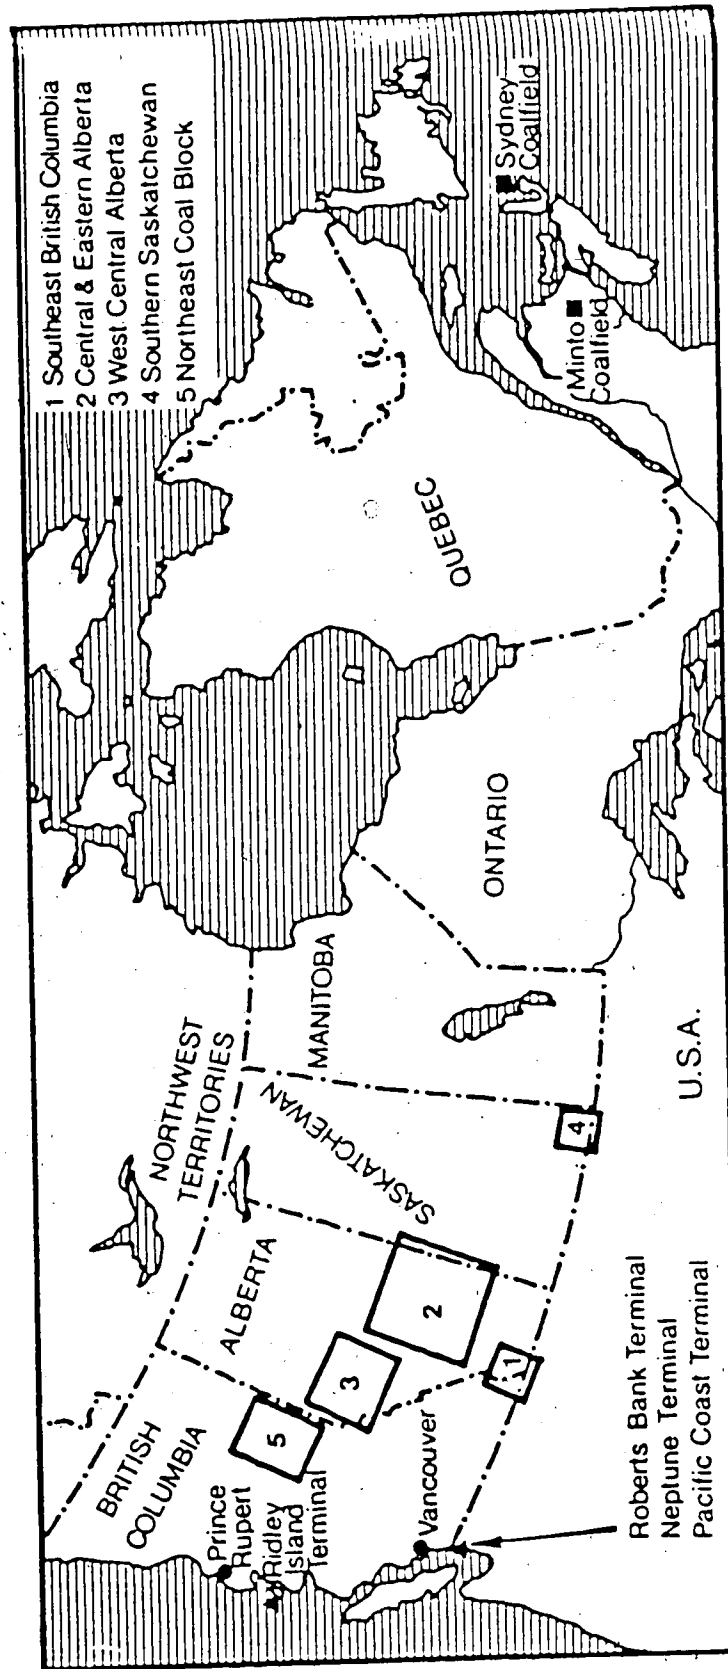 1 Southeast British Columbia
2 Central & Eastern Alberta
3 West Central Alberta
4 Southern Saskatchewan
5 Northeast Coal Block
NORTHWEST
TERRITORIES
BRITISH
COLUMBIA
ALBERTA
SASKATCHEWAN
MANITOBA
ONTARIO
QUEBEC
Prince
Rupert
Ridley
Island
Terminal
Vancouver
5
3
2
1
4
Sydney
Coalfield
Minto
Coalfield
U.S.A.
Roberts Bank Terminal
Neptune Terminal
Pacific Coast Terminal